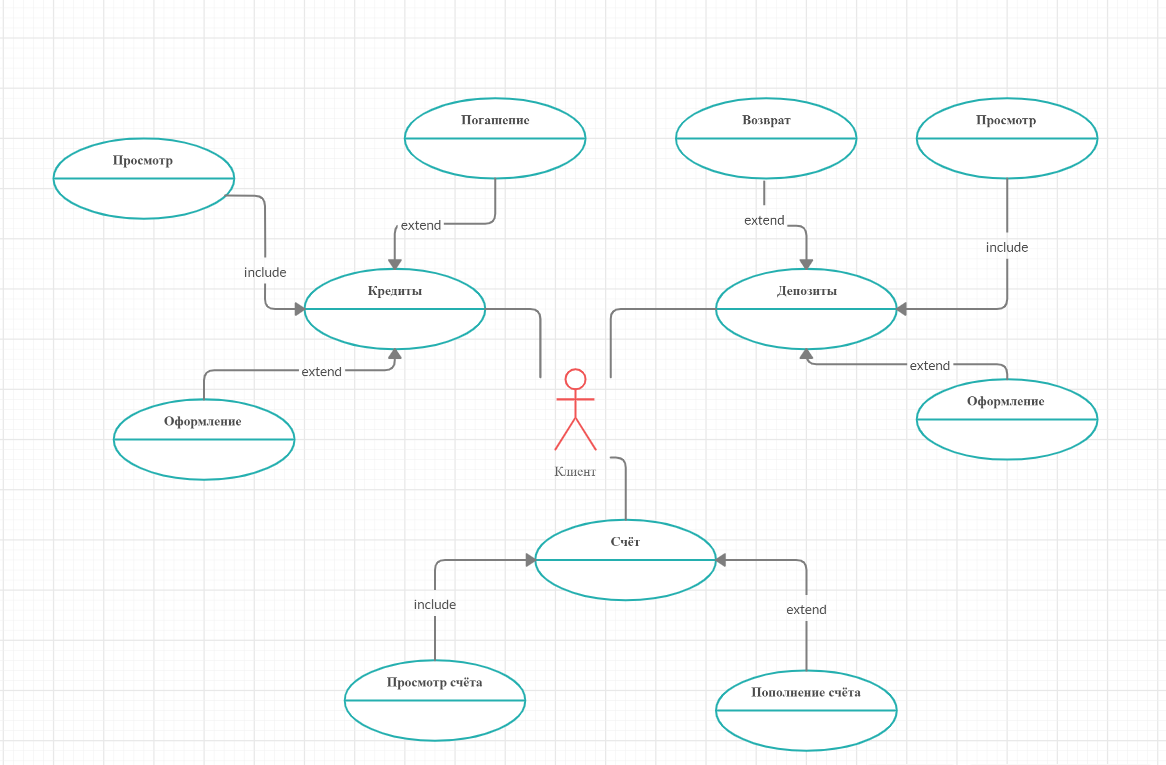 Погашение
Возврат
Просмотр
Просмотр
extend
extend
include
include
Кредиты
Депозиты
extend
extend
Оформление
Оформление
Клиент
Счёт
include
extend
Просмотр счёта
Пополнение счёта